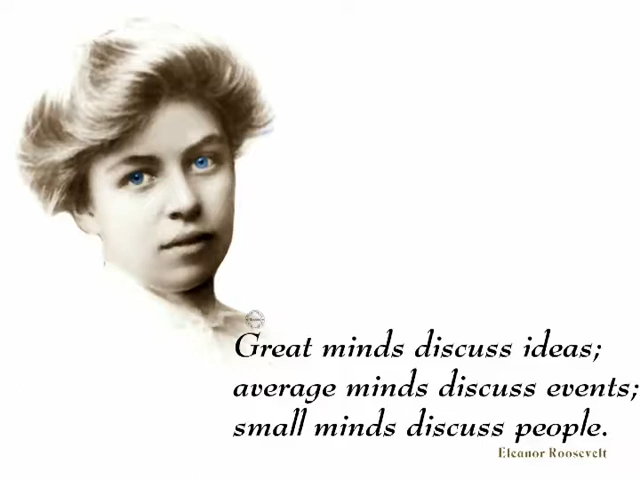 Great minds discuss ideas;
average minds discuss events;
small minds discuss people.
Eleanor Roosevelt